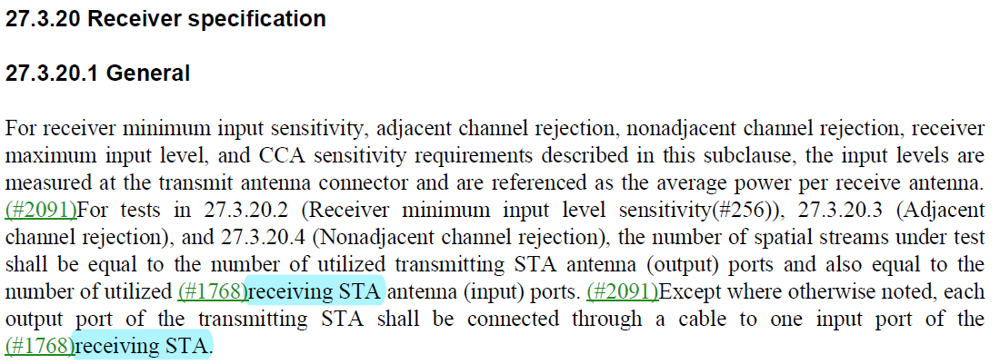 27.3.20 Receiver specification
27.3.20.1 General
For receiver minimum input sensitivity, adjacent channel rejection, nonadjacent channel rejection, receiver
maximum input level, and CCA sensitivity requirements described in this subclause, the input levels are
measured at the transmit antenna connector and are referenced as the average power per receive antenna.
(#2091)For tests in 27.3.20.2 (Receiver minimum input level sensitivity(#256)), 27.3.20.3 (Adjacent
channel rejection), and 27.3.20.4 (Nonadjacent channel rejection), the number of spatial streams under test
shall be equal to the number of utilized transmitting STA antenna (output) ports and also equal to the
number of utilized (#1768)receiving STA antenna (input) ports. (#2091)Except where otherwise noted, each
output port of the transmitting STA shall be connected through a cable to one input port of the
(#1768)receiving STA.